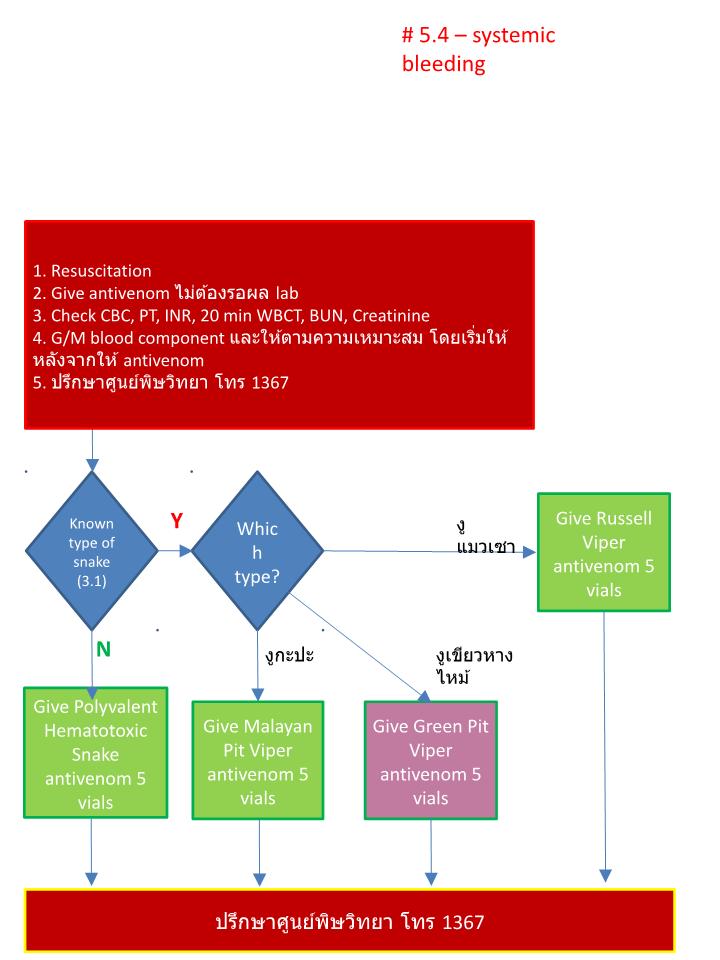 # 5.4 – systemic
bleeding
1. Resuscitation
2. Give antivenom ไม่ต้องรอผล lab
3. Check CBC, PT, INR, 20 min WBCT, BUN, Creatinine
4. G/M blood component และให้ตามความเหมาะสม โดยเริ่มให้
หลังจากให้ antivenom
5. ปรึกษาศูนย์พิษวิทยา โทร 1367
Known
type of
snake
(3.1)
Y
Whic
h
type?
งู
แมวเซา
Give Russell
Viper
antivenom 5
vials
N
งูกะปะ
งูเขียวหาง
ไหม้
Give Polyvalent
Hematotoxic
Snake
antivenom 5
vials
Give Malayan
Pit Viper
antivenom 5
vials
Give Green Pit
Viper
antivenom 5
vials
ปรึกษาศูนย์พิษวิทยา โทร 1367